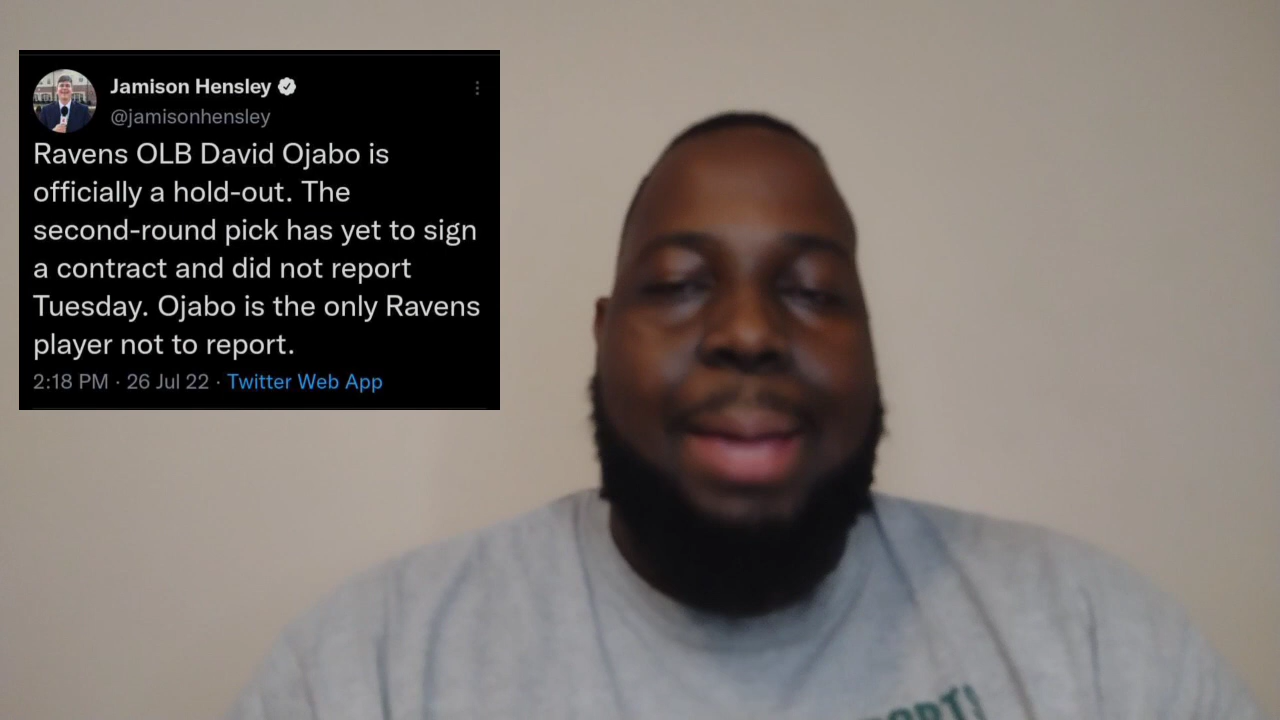 Jamison Hensley
@jamisonhensley
Ravens OLB David Ojabo is
officially a hold-out. The
second-round pick has yet to sign
a contract and did not report
Tuesday. Ojabo is the only Ravens
player not to report.
2:18 PM · 26 Jul 22 · Twitter Web App